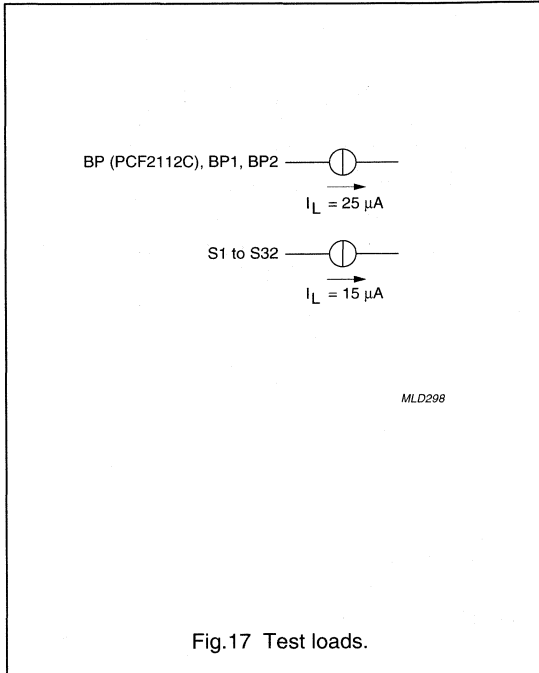 BP (PCF2112C), BP1, BP2
I_L = 25 µA
S1 to S32
I_L = 15 µA
MLD298
Fig.17 Test loads.